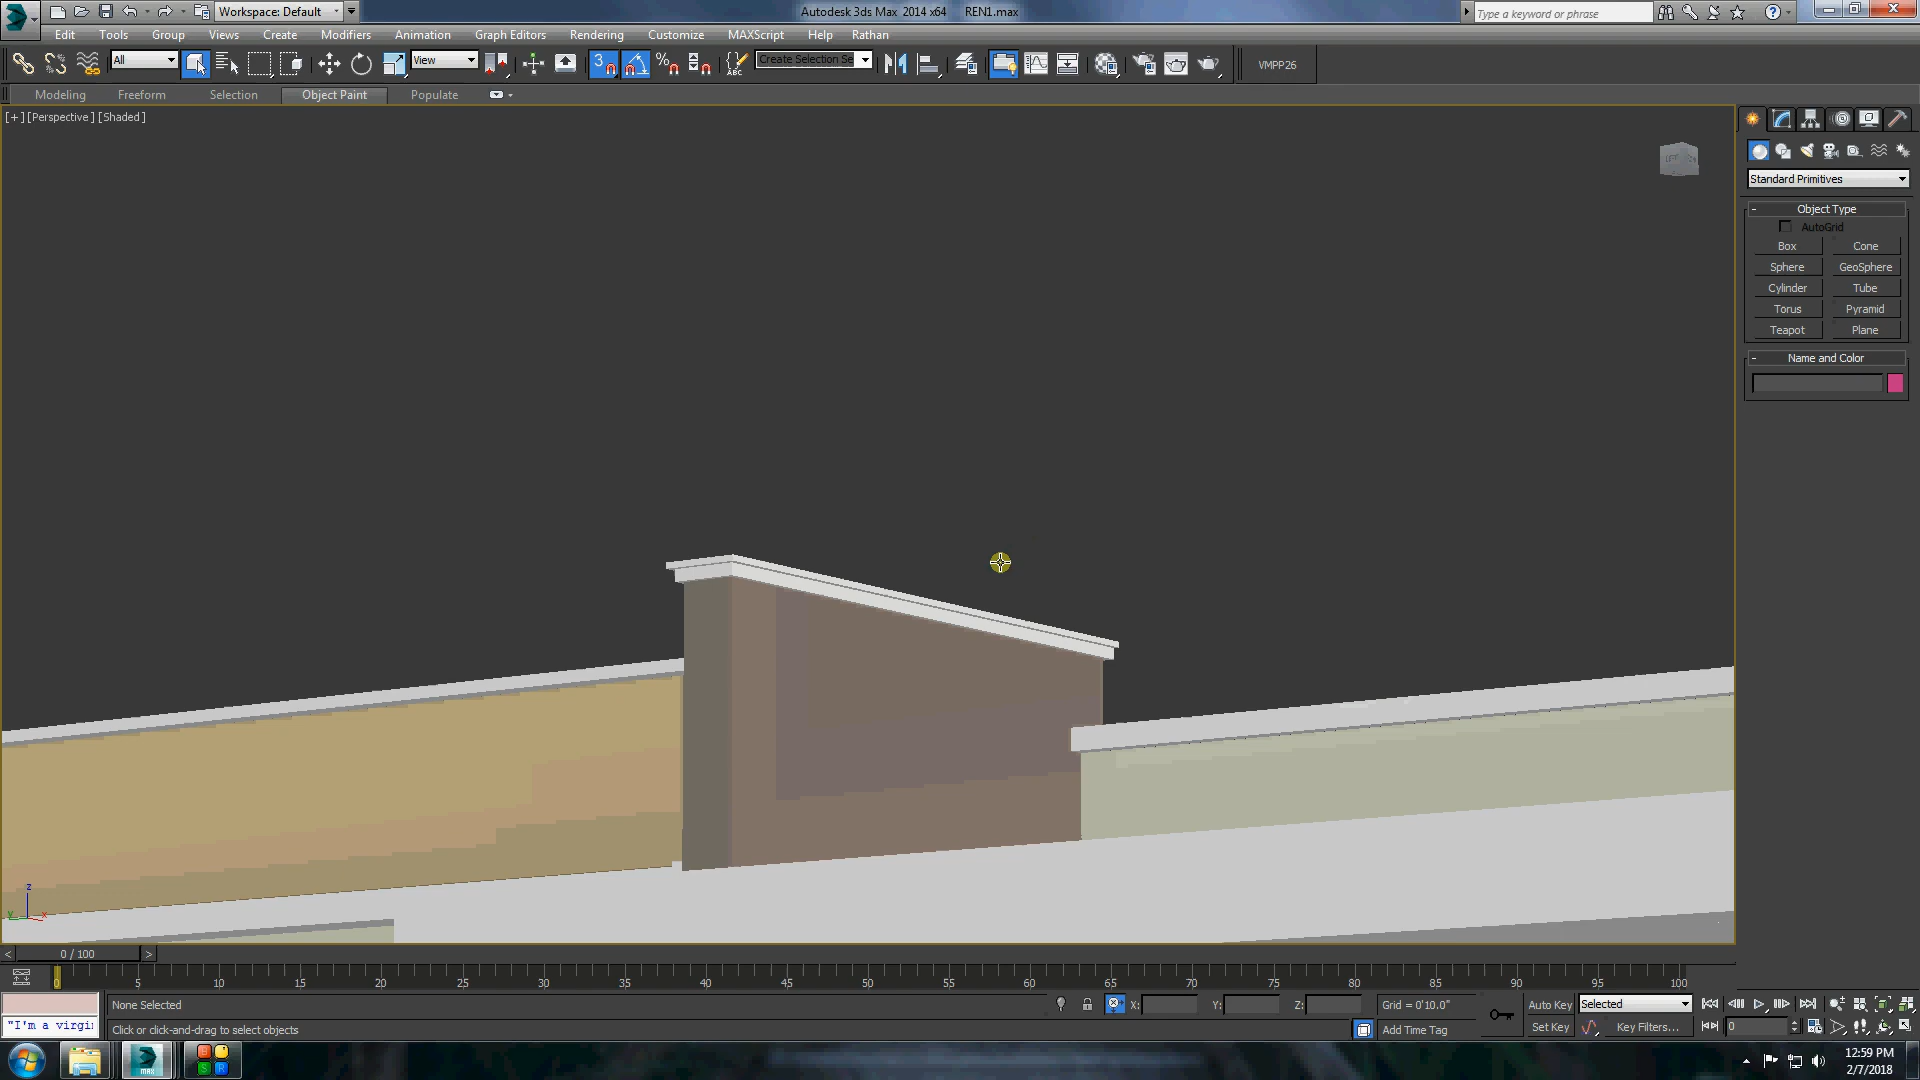 Workspace: Default
Autodesk 3ds Max 2014 x64 REN1.max
Type a keyword or phrase
Edit Tools Group Views Create Modifiers Animation Graph Editors Rendering Customize MAXScript Help Rathan
All
View
3
ABC
Create Selection Se
VMPP26
Modeling Freeform Selection Object Paint Populate
[+] [Perspective] [Shaded]
Standard Primitives
- Object Type
AutoGrid
Box Cone
Sphere GeoSphere
Cylinder Tube
Torus Pyramid
Teapot Plane
- Name and Color
z
y x
< 0 / 100 >
0 5 10 15 20 25 30 35 40 45 50 55 60 65 70 75 80 85 90 95 100
None Selected
X: Y: Z:
Grid = 0'10.0"
Auto Key
Selected
"I'm a virgi
Click or click-and-drag to select objects
Add Time Tag
Set Key
Key Filters...
0
MAX
12:59 PM
2/7/2018